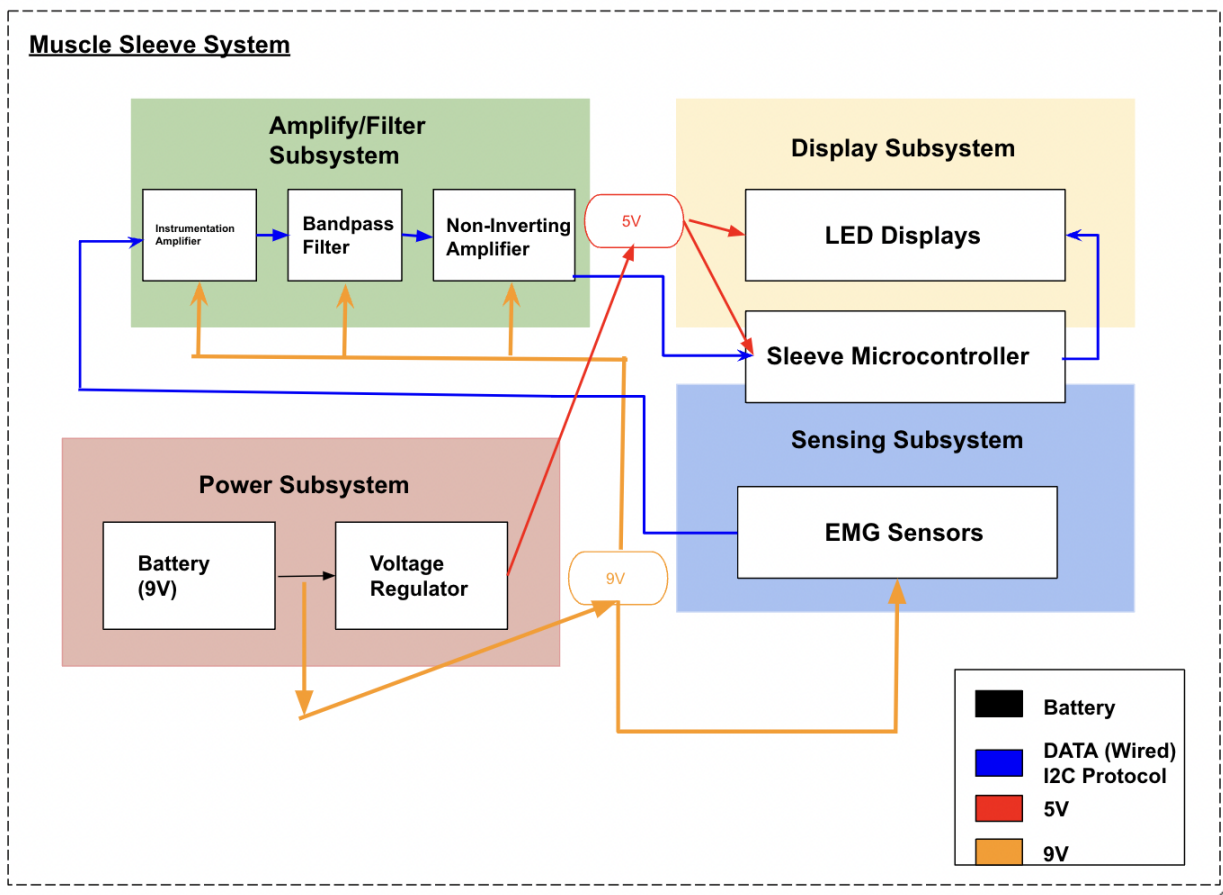 Muscle Sleeve System
Amplify/Filter
Subsystem
Instrumentation
Amplifier
Bandpass
Filter
Non-Inverting
Amplifier
5V
Display Subsystem
LED Displays
Sleeve Microcontroller
Sensing Subsystem
EMG Sensors
Power Subsystem
Battery
(9V)
Voltage
Regulator
9V
Battery
DATA (Wired)
I2C Protocol
5V
9V